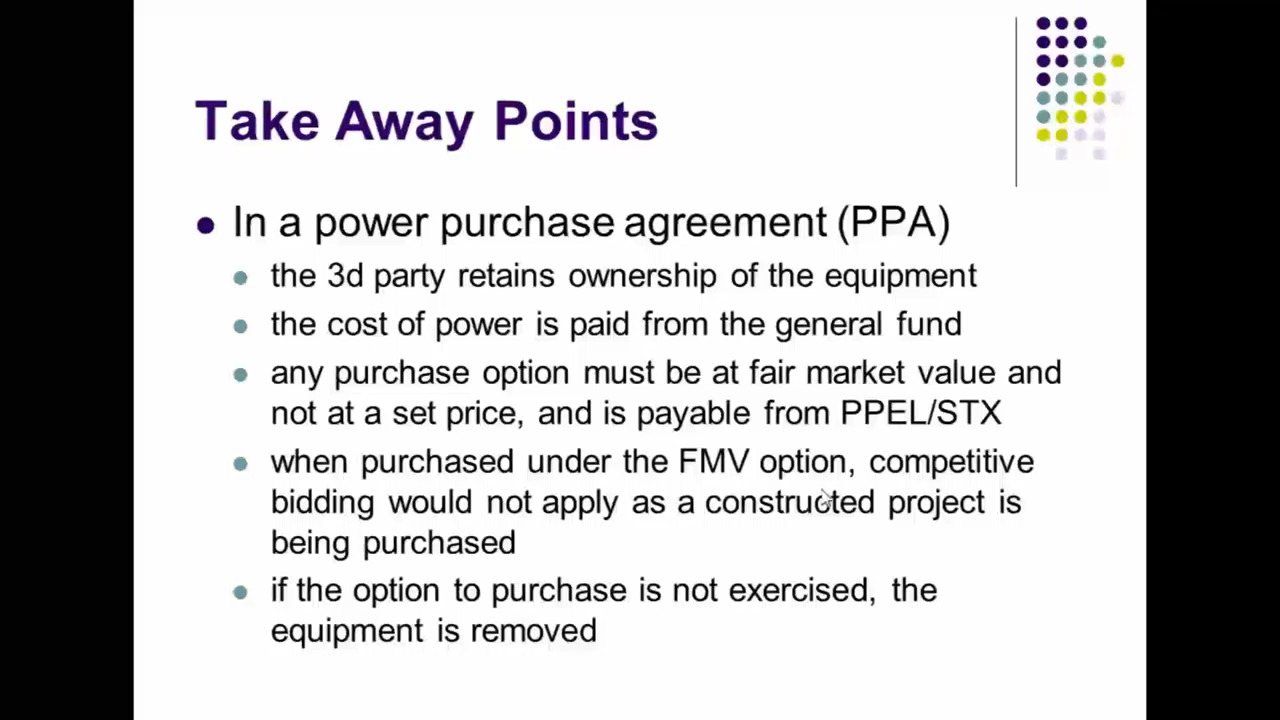 Take Away Points
In a power purchase agreement (PPA)
the 3d party retains ownership of the equipment
the cost of power is paid from the general fund
any purchase option must be at fair market value and
not at a set price, and is payable from PPEL/STX
when purchased under the FMV option, competitive
bidding would not apply as a constructed project is
being purchased
if the option to purchase is not exercised, the
equipment is removed